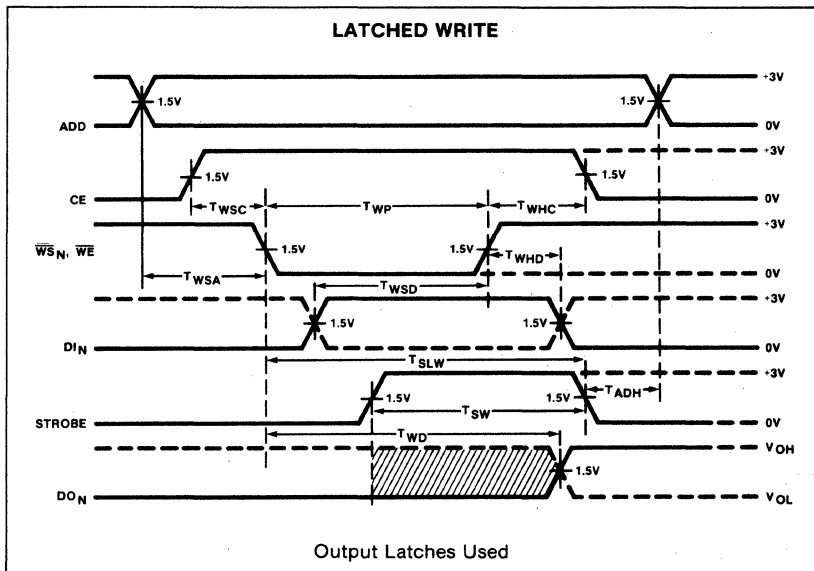 LATCHED WRITE
+3V
1.5V 1.5V
ADD 0V
+3V
1.5V 1.5V
CE 0V
TWSC TWP TWHC
+3V
WSN, WE 1.5V 1.5V
TWHD
0V
TWSA
TWSD
+3V
1.5V 1.5V
DIN 0V
TSLW
+3V
1.5V 1.5V TADH
TSW
STROBE 0V
TWD
VOH
1.5V
DON VOL
Output Latches Used